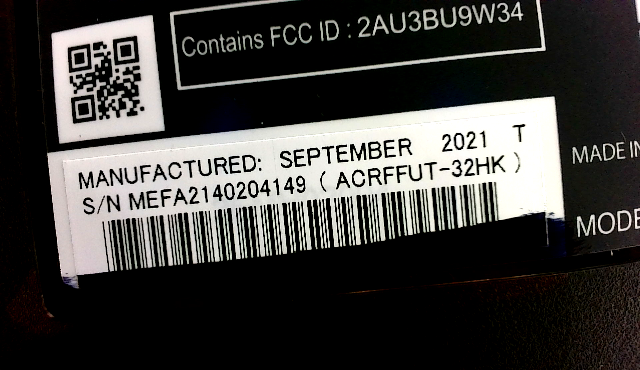 Contains FCC ID : 2AU3BU9W34
MANUFACTURED: SEPTEMBER 2021 T
S/N MEFA2140204149 ( ACRFFUT-32HK )
MADE IN
MODE